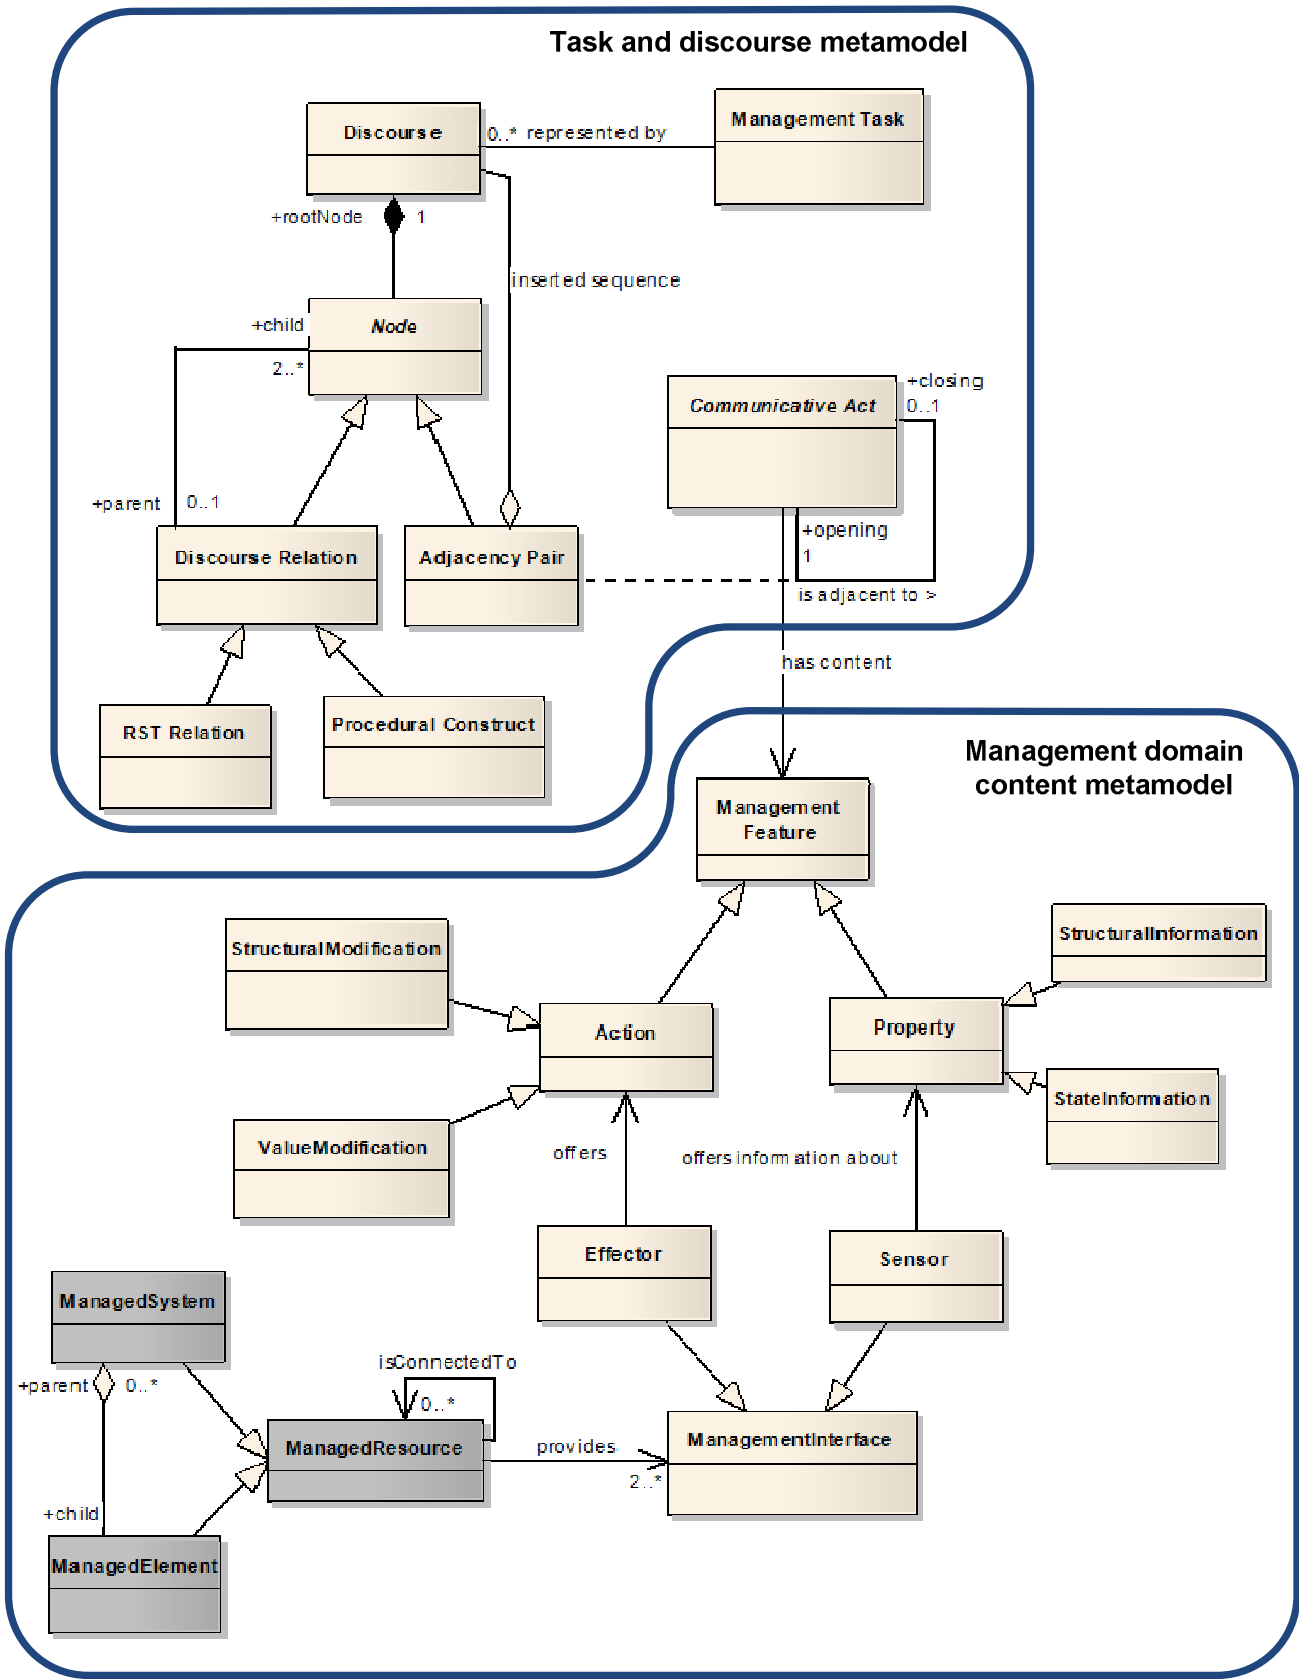 Task and discourse metamodel
Discourse
0..* represented by
Management Task
+rootNode 1
inserted sequence
+child
Node
2..*
+closing
Communicative Act
0..1
+parent 0..1
+opening
Discourse Relation
Adjacency Pair
1
is adjacent to >
has content
RST Relation
Procedural Construct
Management domain
content metamodel
Management
Feature
StructuralModification
StructuralInformation
Action
Property
StateInformation
ValueModification
offers
offers information about
Effector
Sensor
ManagedSystem
isConnectedTo
+parent 0..*
0..*
ManagedResource
provides
ManagementInterface
2..*
+child
ManagedElement